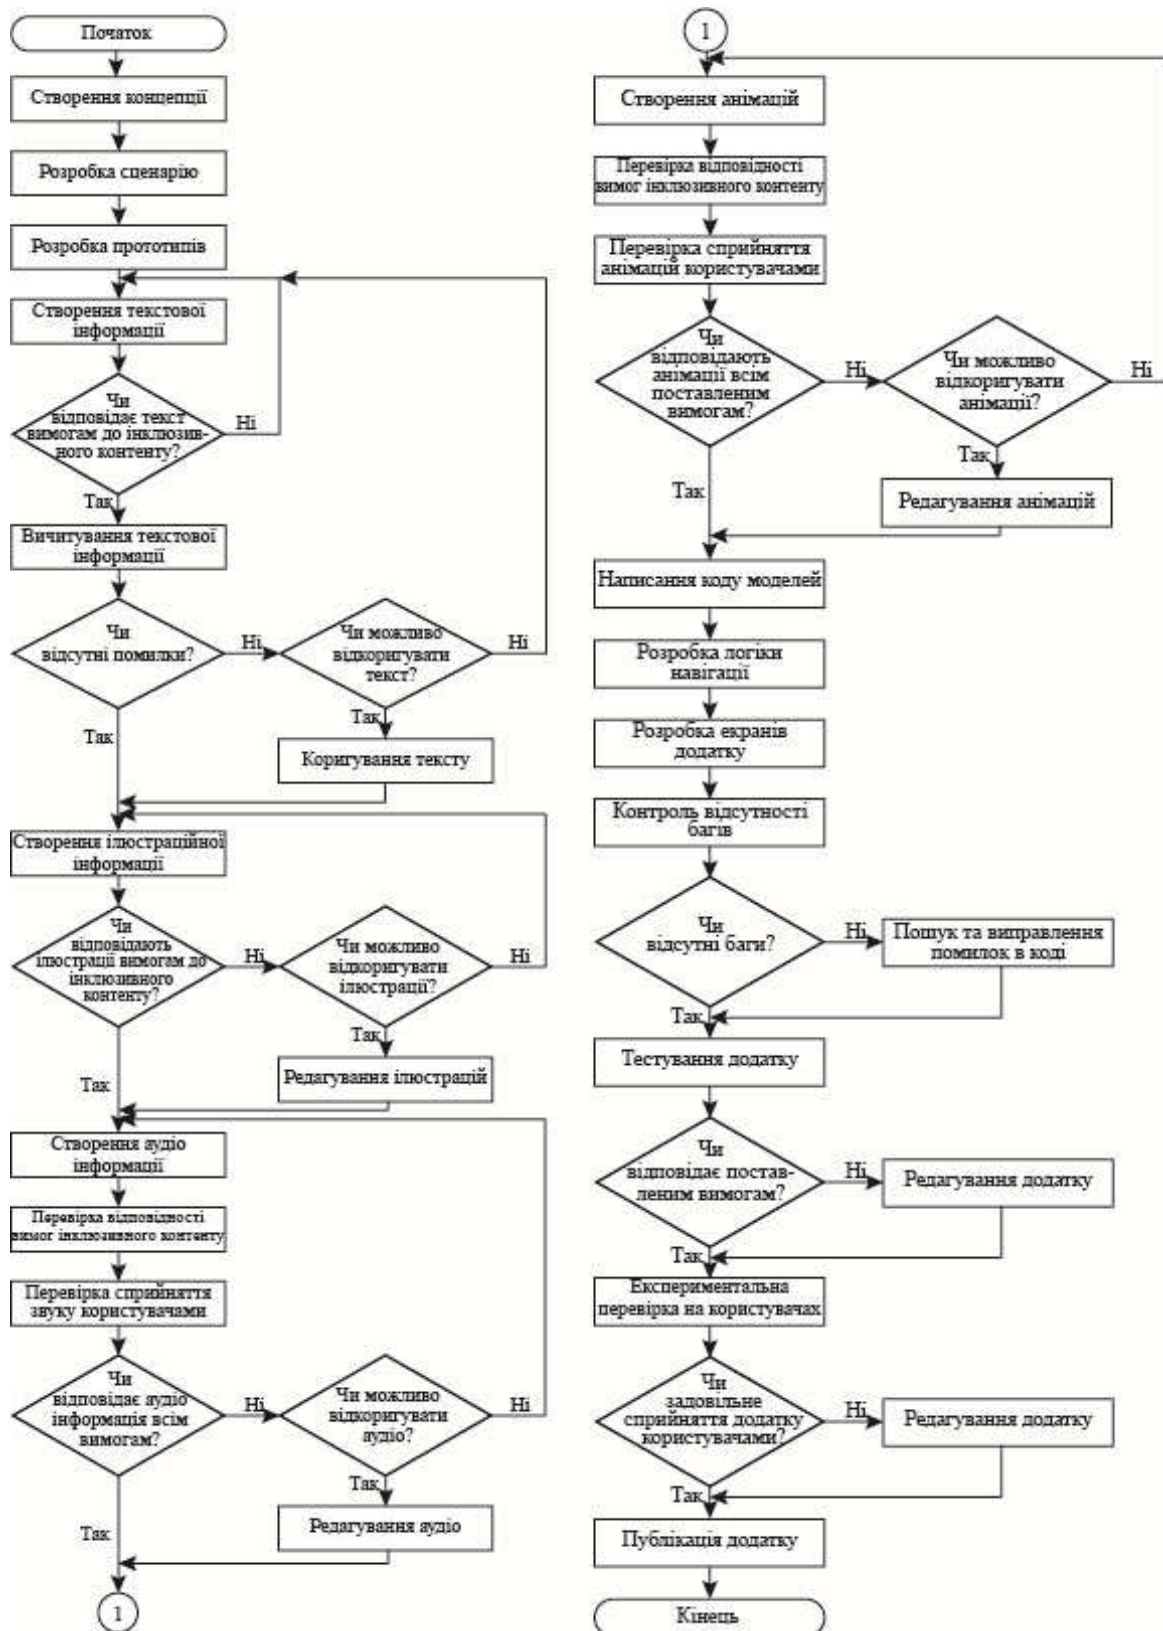 Початок
Створення концепції
Розробка сценарію
Розробка прототипів
Створення текстової
інформації
Чи
відповідає текст
вимогам до інклюзив-
ного контенту?
Ні
Так
Вичитування текстової
інформації
Чи
відсутні помилки?
Ні
Чи можливо
відкоригувати
текст?
Ні
Так
Так
Коригування тексту
Створення ілюстраційної
інформації
Чи
відповідають
ілюстрації вимогам до
інклюзивного
контенту?
Ні
Чи можливо
відкоригувати
ілюстрації?
Ні
Так
Так
Редагування ілюстрацій
Створення аудіо
інформації
Перевірка відповідності
вимог інклюзивного контенту
Перевірка сприйняття
звуку користувачами
Чи
відповідає аудіо
інформація всім
вимогам?
Ні
Чи можливо
відкоригувати
аудіо?
Ні
Так
Так
Редагування аудіо
1
1
Створення анімацій
Перевірка відповідності
вимог інклюзивного контенту
Перевірка сприйняття
анімацій користувачами
Чи
відповідають
анімації всім
поставленим
вимогам?
Ні
Чи можливо
відкоригувати
анімації?
Ні
Так
Так
Редагування анімацій
Написання коду моделей
Розробка логіки
навігації
Розробка екранів
додатку
Контроль відсутності
багів
Чи
відсутні баги?
Ні
Пошук та виправлення
помилок в коді
Так
Тестування додатку
Чи
відповідає постав-
леним вимогам?
Ні
Редагування додатку
Так
Експериментальна
перевірка на користувачах
Чи
задовільне
сприйняття додатку
користувачами?
Ні
Редагування додатку
Так
Публікація додатку
Кінець